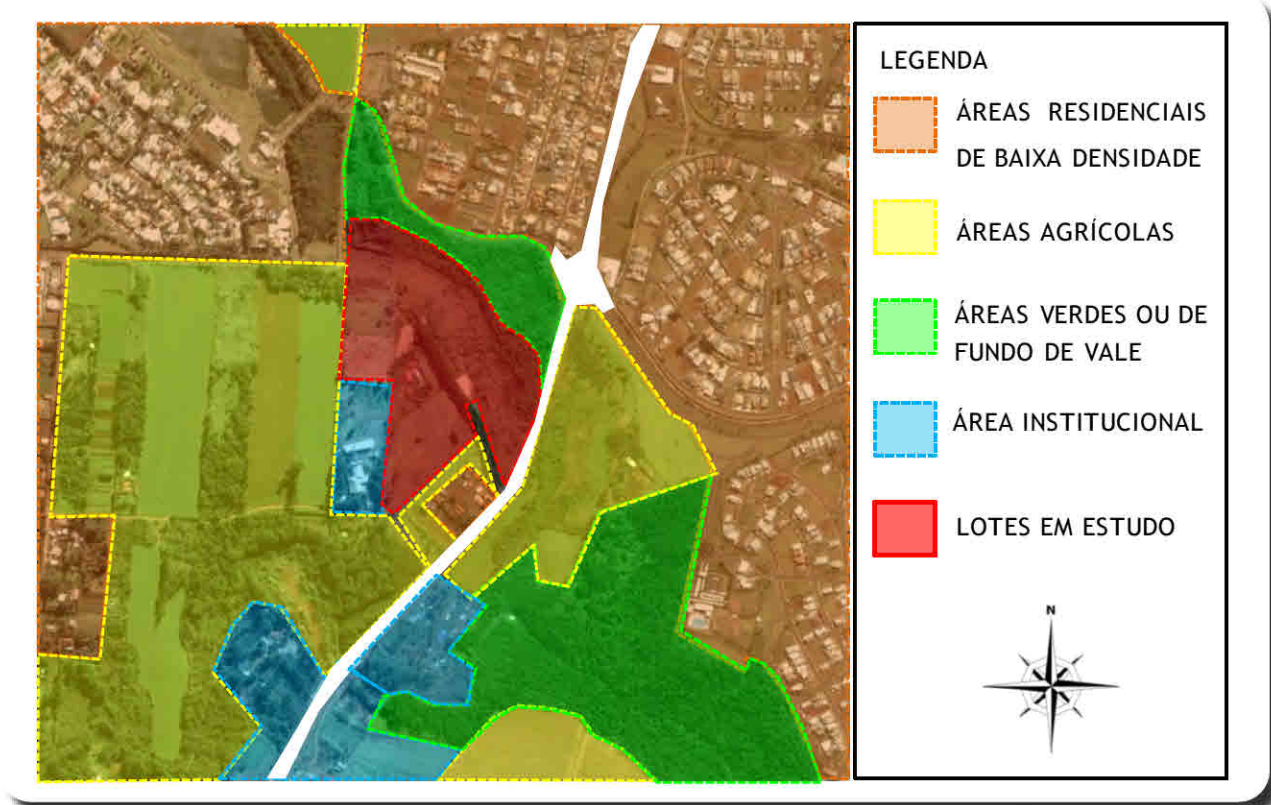 LEGENDA
ÁREAS RESIDENCIAIS
DE BAIXA DENSIDADE
ÁREAS AGRÍCOLAS
ÁREAS VERDES OU DE
FUNDO DE VALE
ÁREA INSTITUCIONAL
LOTES EM ESTUDO
N